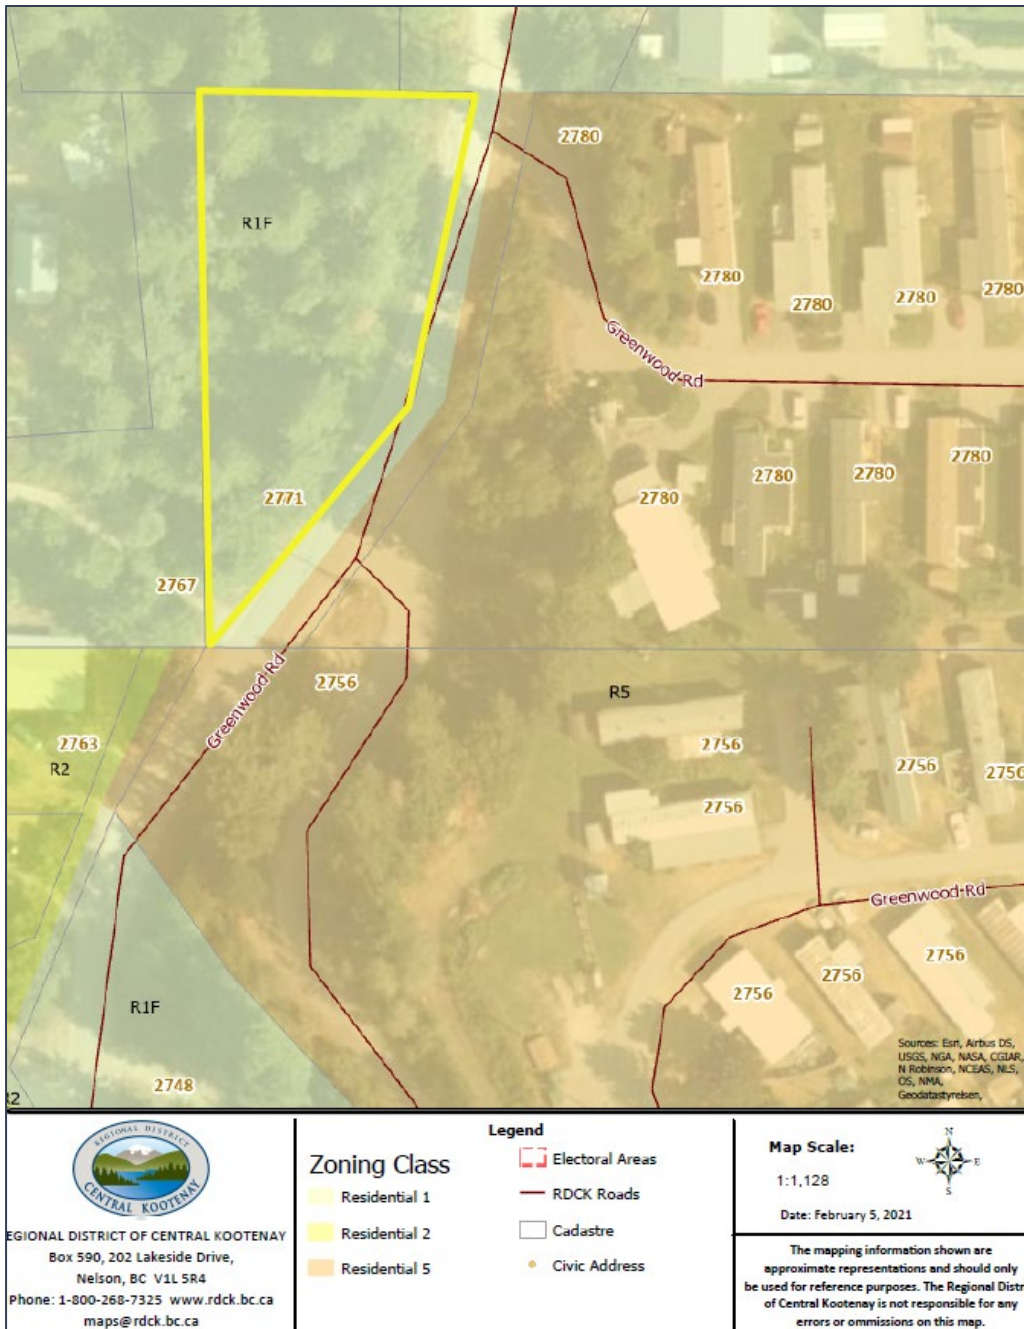 2780
R1F
2780
2780
2780
2780
Greenwood Rd
2780
2780
2780
2780
2771
2767
2756
Greenwood Rd
R5
2763
R2
2756
2756
2756
2756
Greenwood Rd
2756
2756
2756
R1F
2748
Sources: Esri, Airbus DS,
USGS, NGA, NASA, CGIAR,
N Robinson, NCEAS, NLS,
OS, NMA,
Geodatastyrelsen,
REGIONAL DISTRICT
CENTRAL KOOTENAY
EGIONAL DISTRICT OF CENTRAL KOOTENAY
Box 590, 202 Lakeside Drive,
Nelson, BC V1L 5R4
Phone: 1-800-268-7325 www.rdck.bc.ca
maps@rdck.bc.ca
Legend
Zoning Class
Residential 1
Residential 2
Residential 5
Electoral Areas
RDCK Roads
Cadastre
Civic Address
Map Scale:
1:1,128
N
W E
S
Date: February 5, 2021
The mapping information shown are
approximate representations and should only
be used for reference purposes. The Regional Distr
of Central Kootenay is not responsible for any
errors or ommissions on this map.